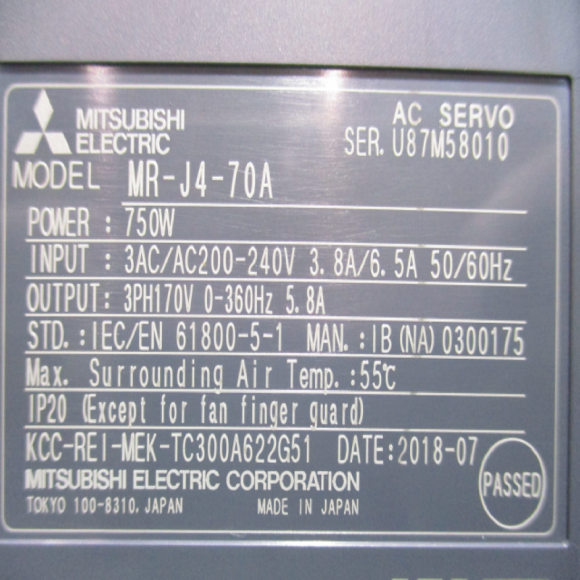 MITSUBISHI
ELECTRIC
AC SERVO
SER. U87M58010
MODEL MR-J4-70A
POWER : 750W
INPUT : 3AC/AC200-240V 3.8A/6.5A 50/60Hz
OUTPUT: 3PH170V 0-360Hz 5.8A
STD. : IEC/EN 61800-5-1 MAN. : IB(NA)0300175
Max. Surrounding Air Temp. :55℃
IP20 (Except for fan finger guard)
KCC-REI-MEK-TC300A622G51 DATE:2018-07
MITSUBISHI ELECTRIC CORPORATION
TOKYO 100-8310, JAPAN MADE IN JAPAN
PASSED